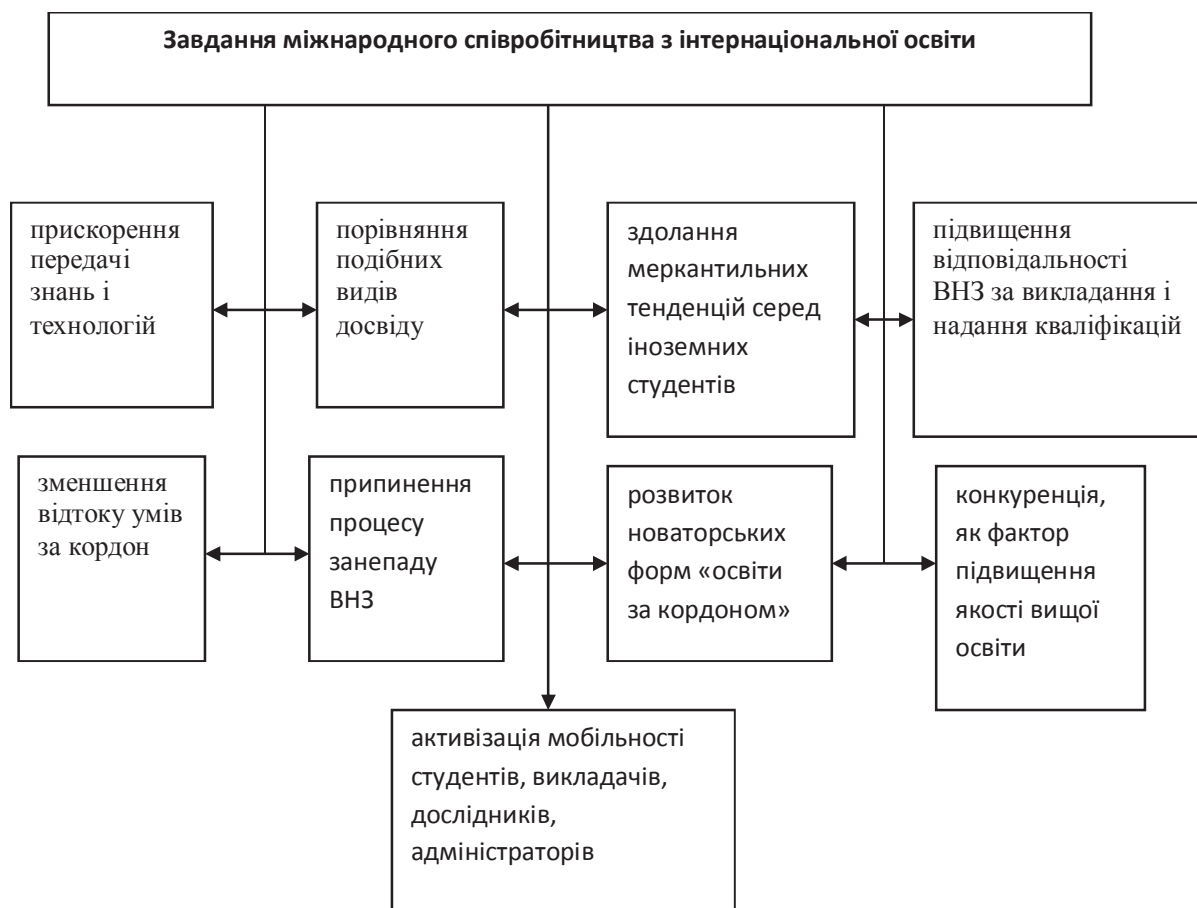 Завдання міжнародного співробітництва з інтернаціональної освіти
прискорення
передачі
знань і
технологій
порівняння
подібних
видів
досвіду
здолання
меркантильних
тенденцій серед
іноземних
студентів
підвищення
відповідальності
ВНЗ за викладання і
надання кваліфікацій
зменшення
відтоку умів
за кордон
припинення
процесу
занепаду
ВНЗ
розвиток
новаторських
форм «освіти
за кордоном»
конкуренція,
як фактор
підвищення
якості вищої
освіти
активізація мобільності
студентів, викладачів,
дослідників,
адміністраторів